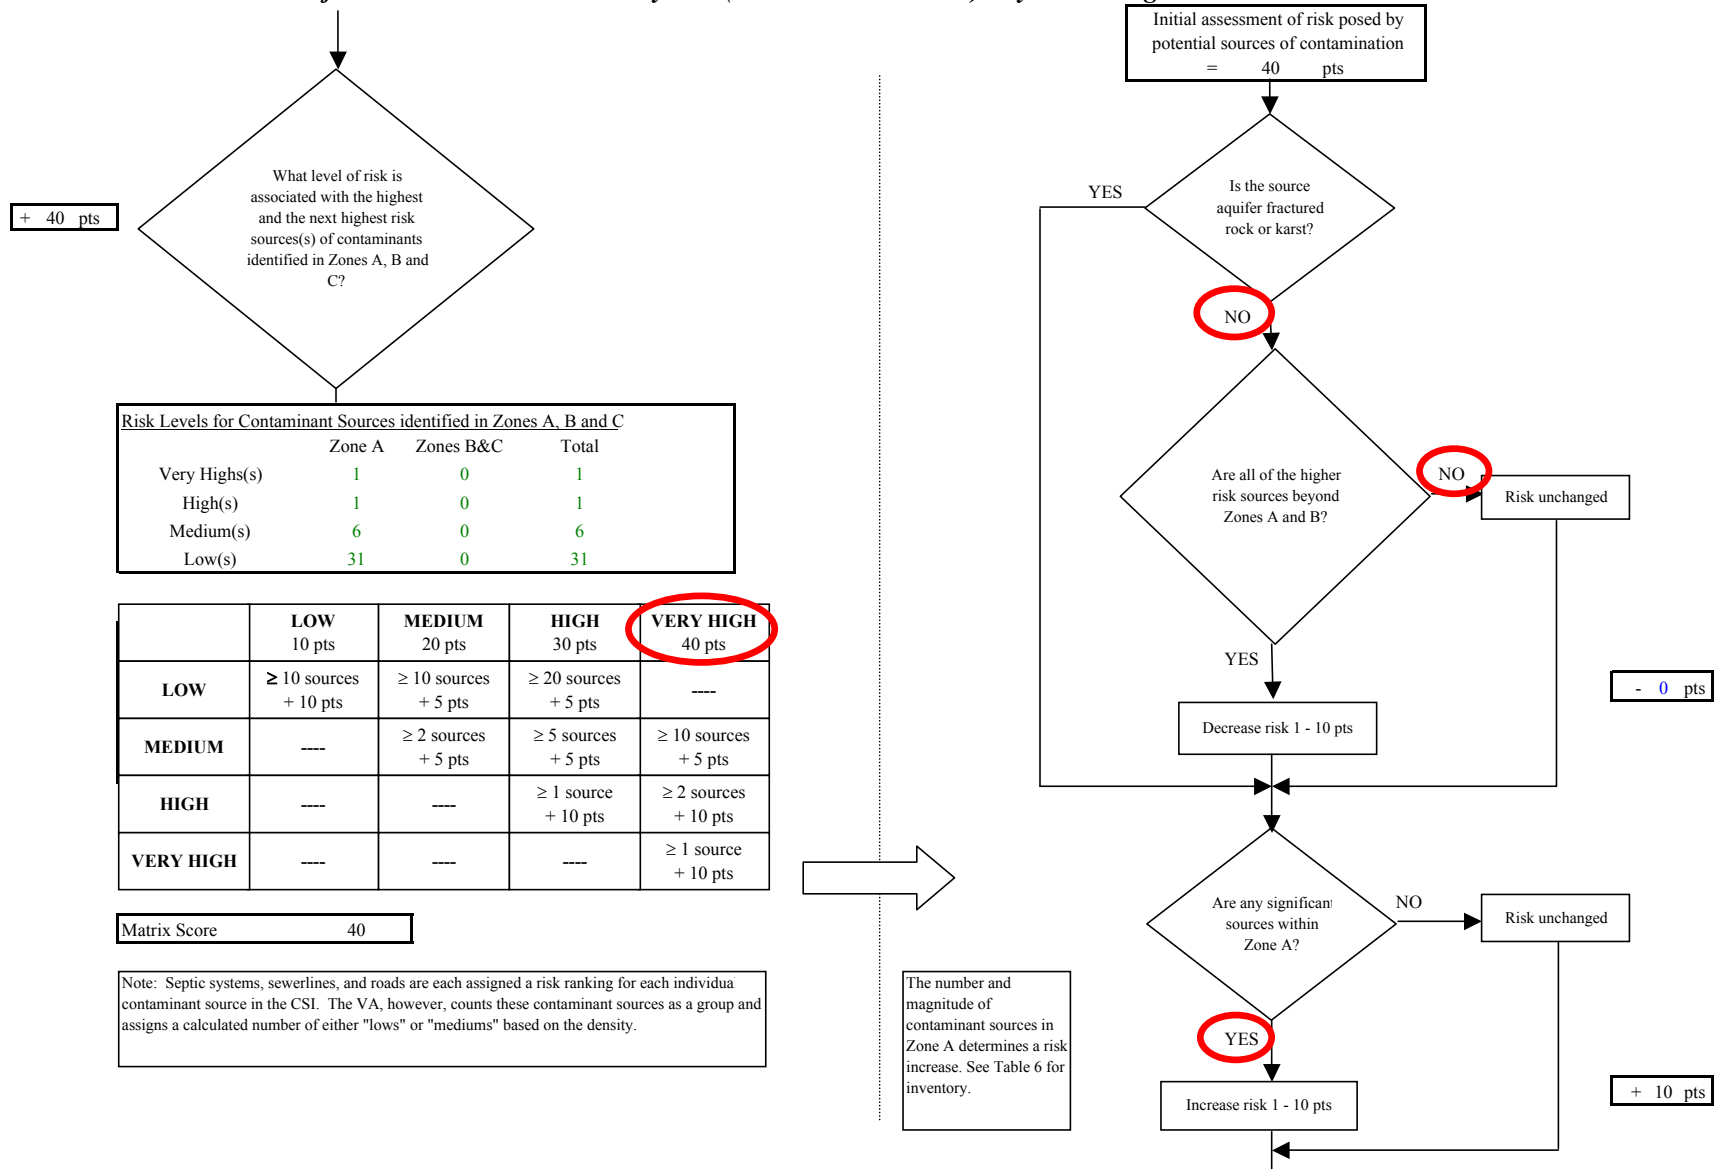 Initial assessment of risk posed by
potential sources of contamination
= 40 pts
What level of risk is
associated with the highest
and the next highest risk
sources(s) of contaminants
identified in Zones A, B and
C?
+ 40 pts
Risk Levels for Contaminant Sources identified in Zones A, B and C
Zone A Zones B&C Total
Very Highs(s) 1 0 1
High(s) 1 0 1
Medium(s) 6 0 6
Low(s) 31 0 31
LOW MEDIUM HIGH VERY HIGH
10 pts 20 pts 30 pts 40 pts
LOW ≥ 10 sources ≥ 10 sources ≥ 20 sources ----
+ 10 pts + 5 pts + 5 pts
MEDIUM ---- ≥ 2 sources ≥ 5 sources ≥ 10 sources
+ 5 pts + 5 pts + 5 pts
HIGH ---- ---- ≥ 1 source ≥ 2 sources
+ 10 pts + 10 pts
VERY HIGH ---- ---- ---- ≥ 1 source
+ 10 pts
Matrix Score 40
Note: Septic systems, sewerlines, and roads are each assigned a risk ranking for each individua
contaminant source in the CSI. The VA, however, counts these contaminant sources as a group and
assigns a calculated number of either "lows" or "mediums" based on the density.
Is the source
aquifer fractured
rock or karst?
YES
NO
Are all of the higher
risk sources beyond
Zones A and B?
NO
Risk unchanged
YES
Decrease risk 1 - 10 pts
- 0 pts
Are any significant
sources within
Zone A?
NO
Risk unchanged
YES
The number and
magnitude of
contaminant sources in
Zone A determines a risk
increase. See Table 6 for
inventory.
Increase risk 1 - 10 pts
+ 10 pts